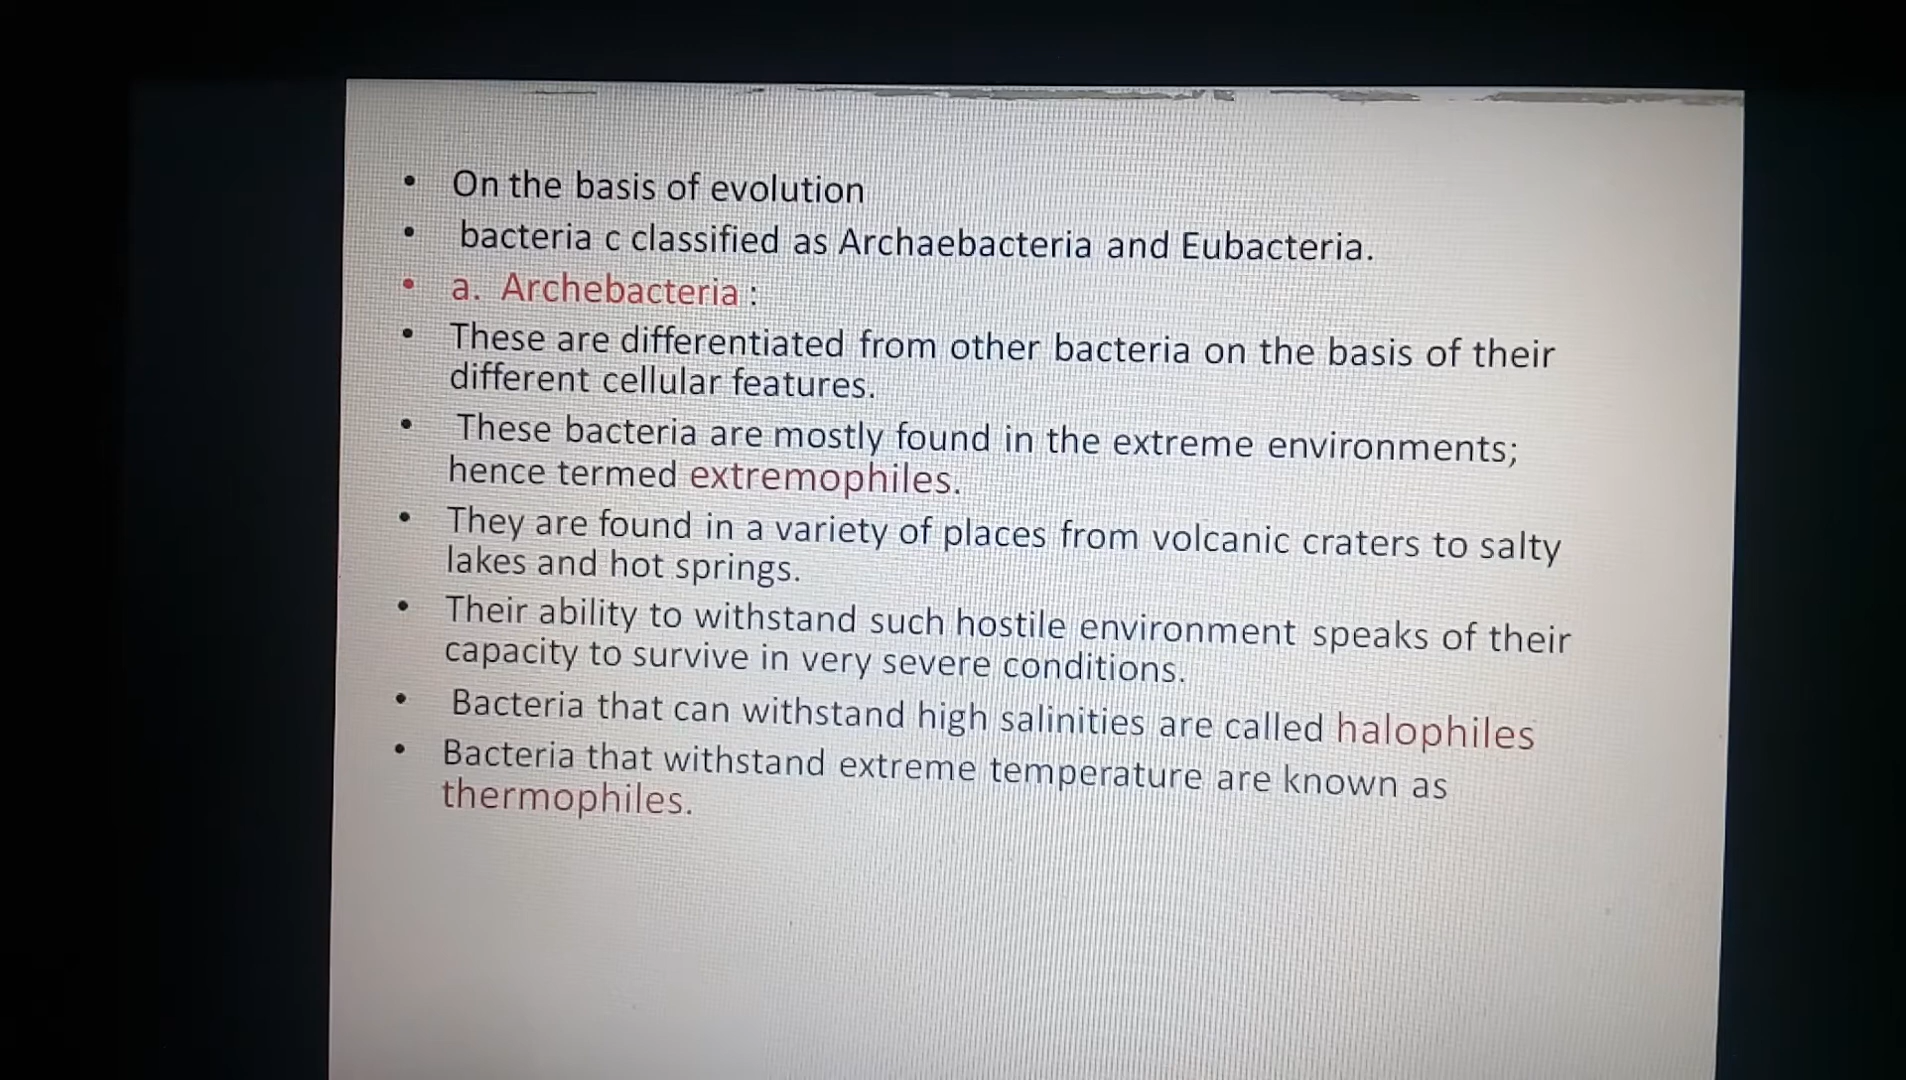 • On the basis of evolution
• bacteria c classified as Archaebacteria and Eubacteria.
• a. Archebacteria :
• These are differentiated from other bacteria on the basis of their
different cellular features.
• These bacteria are mostly found in the extreme environments;
hence termed extremophiles.
• They are found in a variety of places from volcanic craters to salty
lakes and hot springs.
• Their ability to withstand such hostile environment speaks of their
capacity to survive in very severe conditions.
• Bacteria that can withstand high salinities are called halophiles
• Bacteria that withstand extreme temperature are known as
thermophiles.